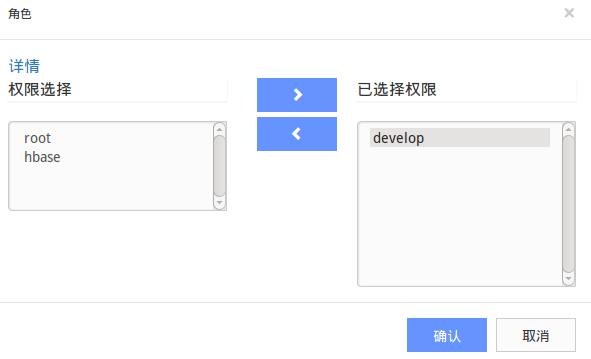 角色
详情
权限选择
已选择权限
root
hbase
develop
确认
取消